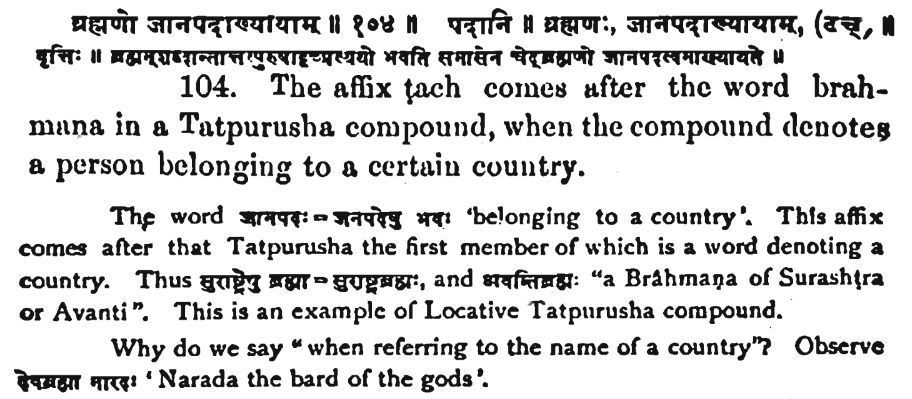 ब्रह्मणो जानपदाख्यायाम् ॥ १०४ ॥ पदानि ॥ ब्रह्मणः, जानपदाख्यायाम्, (टच्, ॥
वृत्तिः ॥ ब्रह्मन्शब्दान्तात्तत्पुरुषाट्टच्प्रत्ययो भवति समासेन चेद्ब्रह्मणो जानपदत्वमाख्यायते ॥
104. The affix ṭach comes after the word brah-
mana in a Tatpurusha compound, when the compound denotes
a person belonging to a certain country.
The word जानपदः = जनपदेषु भवः 'belonging to a country'. This affix
comes after that Tatpurusha the first member of which is a word denoting a
country. Thus सुराष्ट्रेषु ब्रह्मा = सुराष्ट्रब्रह्मः, and अवन्तिब्रह्मः "a Brâhmaṇa of Surashṭra
or Avanti". This is an example of Locative Tatpurusha compound.
Why do we say "when referring to the name of a country"? Observe
देवब्रह्मा नारदः 'Narada the bard of the gods'.